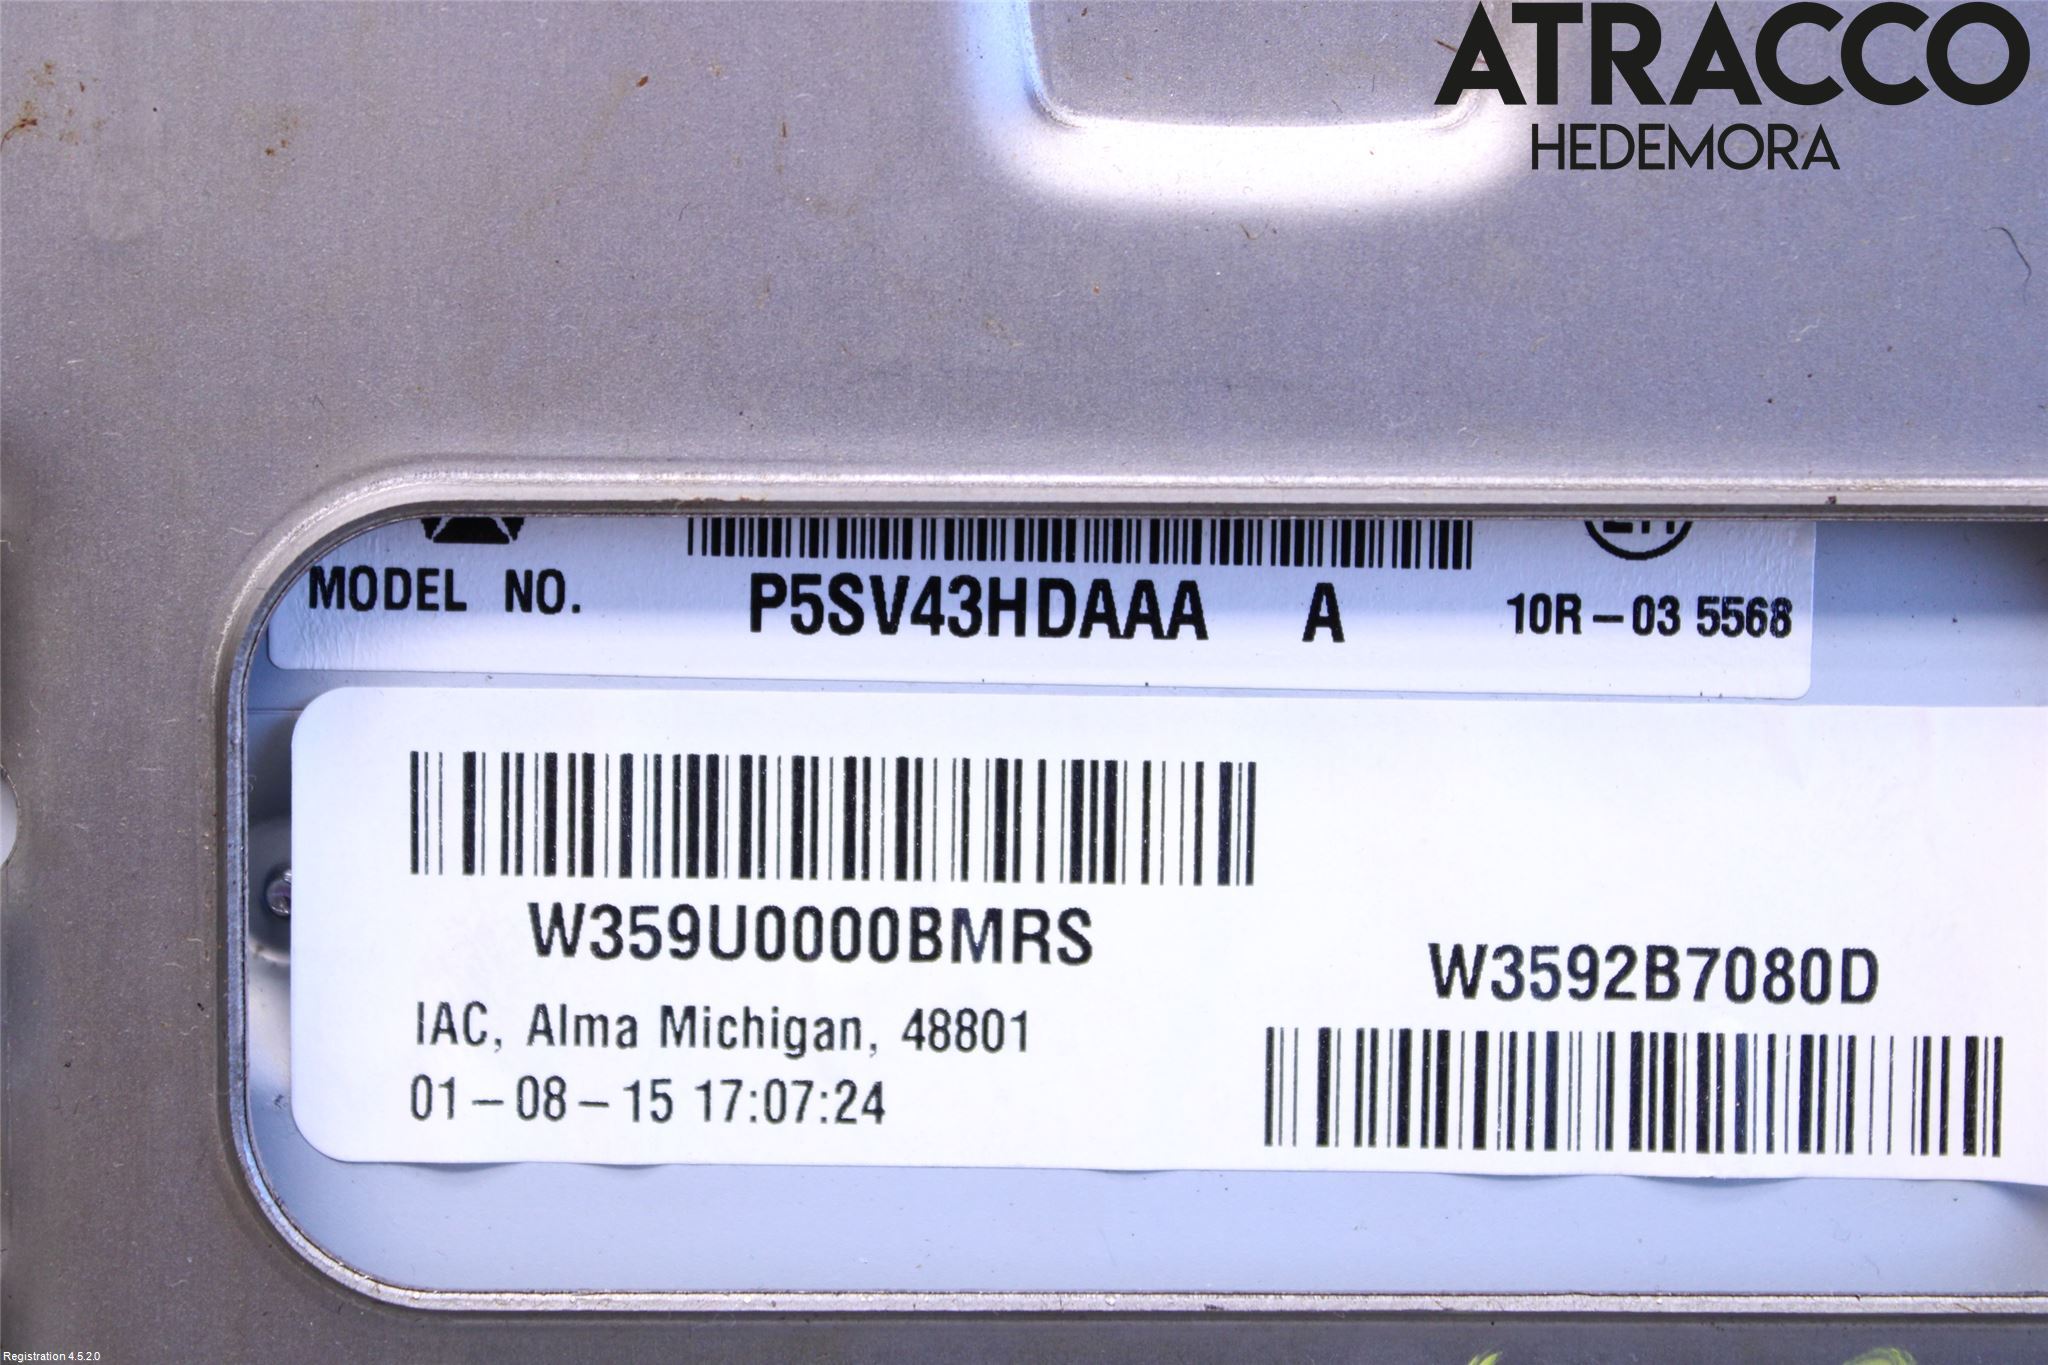 ATRACCO
HEDEMORA
MODEL NO. P5SV43HDAAA A 10R-03 5568
W359U0000BMRS
W3592B7080D
IAC, Alma Michigan, 48801
01-08-15 17:07:24
Registration 4.5.2.0